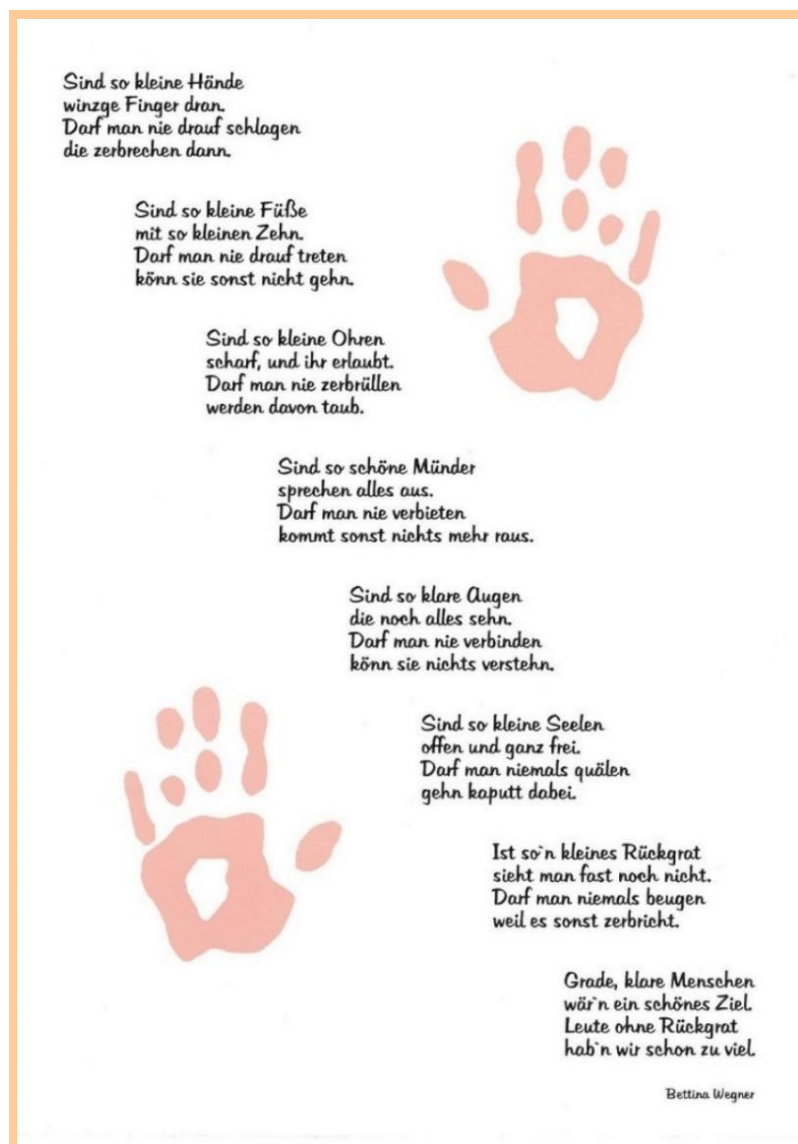 Sind so kleine Hände
winzge Finger dran.
Darf man nie drauf schlagen
die zerbrechen dann.
Sind so kleine Füße
mit so kleinen Zehn.
Darf man nie drauf treten
könn sie sonst nicht gehn.
Sind so kleine Ohren
scharf, und ihr erlaubt.
Darf man nie zerbrüllen
werden davon taub.
Sind so schöne Münder
sprechen alles aus.
Darf man nie verbieten
kommt sonst nichts mehr raus.
Sind so klare Augen
die noch alles sehn.
Darf man nie verbinden
könn sie nichts verstehn.
Sind so kleine Seelen
offen und ganz frei.
Darf man niemals quälen
gehn kaputt dabei.
Ist so`n kleines Rückgrat
sieht man fast noch nicht.
Darf man niemals beugen
weil es sonst zerbricht.
Grade, klare Menschen
wär`n ein schönes Ziel.
Leute ohne Rückgrat
hab`n wir schon zu viel.
Bettina Wegner